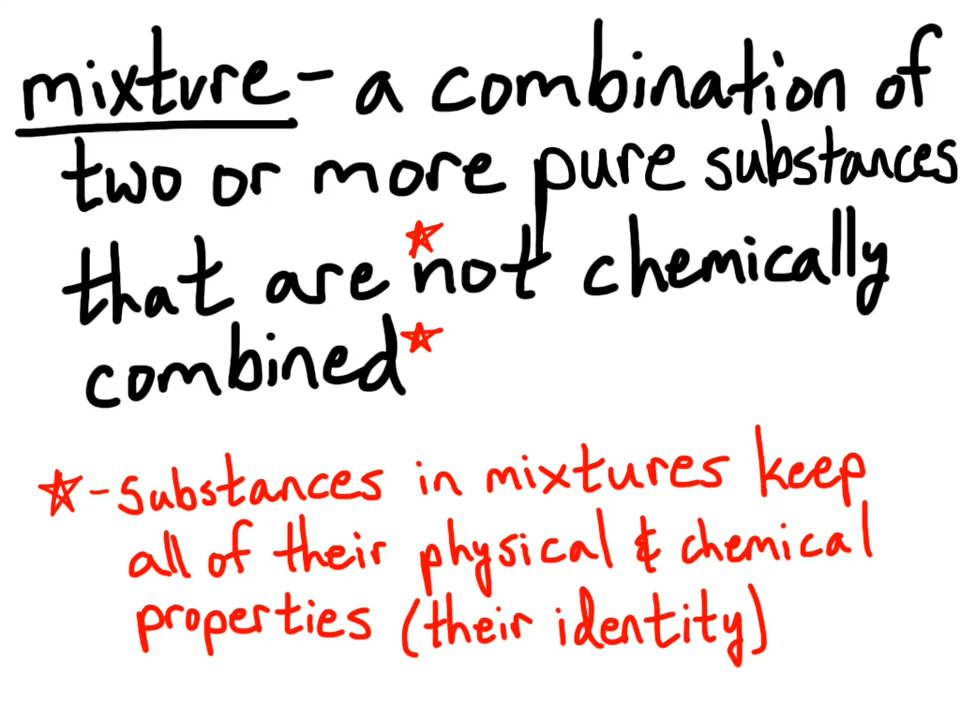 mixture - a combination of
two or more pure substances
that are not chemically
combined
- substances in mixtures keep
all of their physical & chemical
properties (their identity)